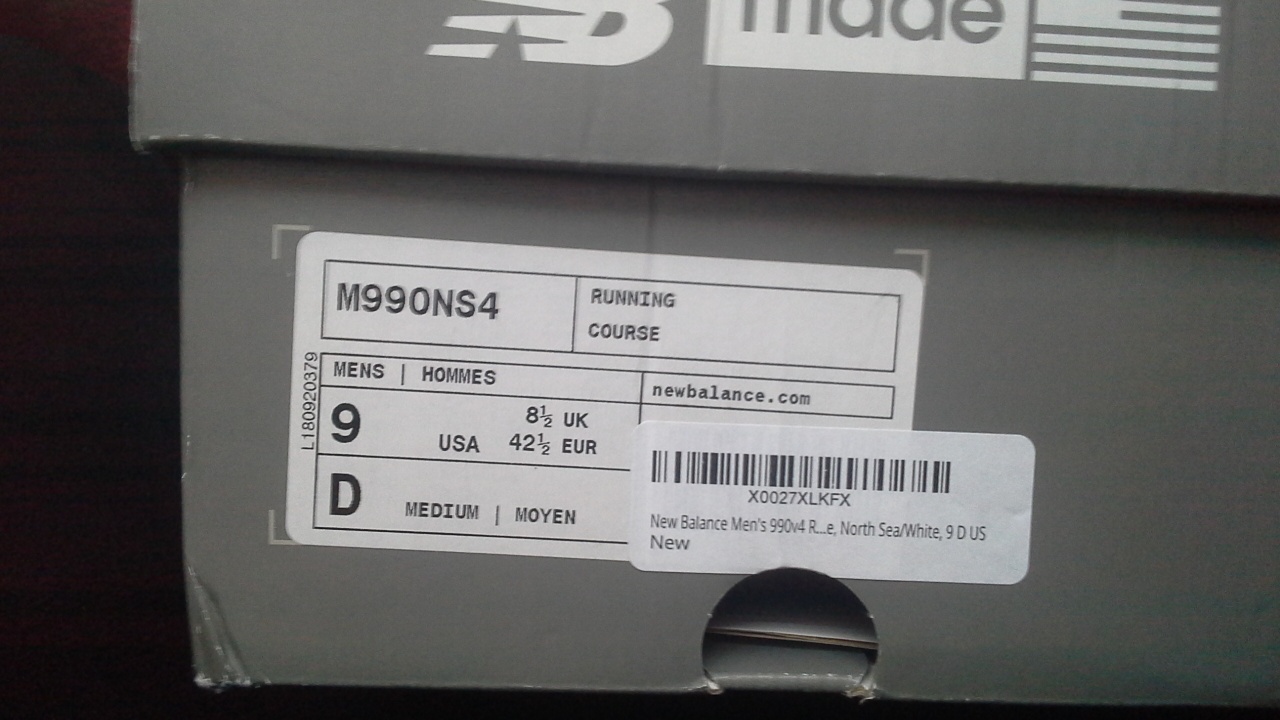 made
M990NS4
RUNNING
COURSE
MENS | HOMMES
newbalance.com
9
8½ UK
USA 42½ EUR
D
MEDIUM | MOYEN
L180920379
X0027XLKFX
New Balance Men's 990v4 R...e, North Sea/White, 9 D US
New